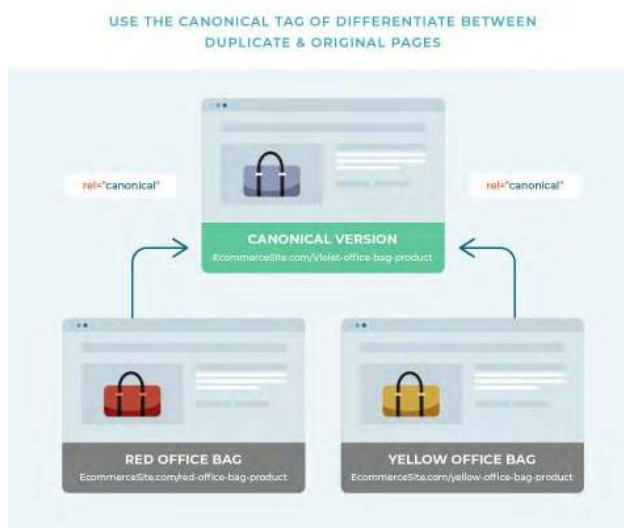 USE THE CANONICAL TAG OF DIFFERENTIATE BETWEEN
DUPLICATE & ORIGINAL PAGES
rel="canonical"
rel="canonical"
CANONICAL VERSION
EcommerceSite.com/Violet-office-bag-product
RED OFFICE BAG
EcommerceSite.com/red-office-bag-product
YELLOW OFFICE BAG
EcommerceSite.com/yellow-office-bag-product